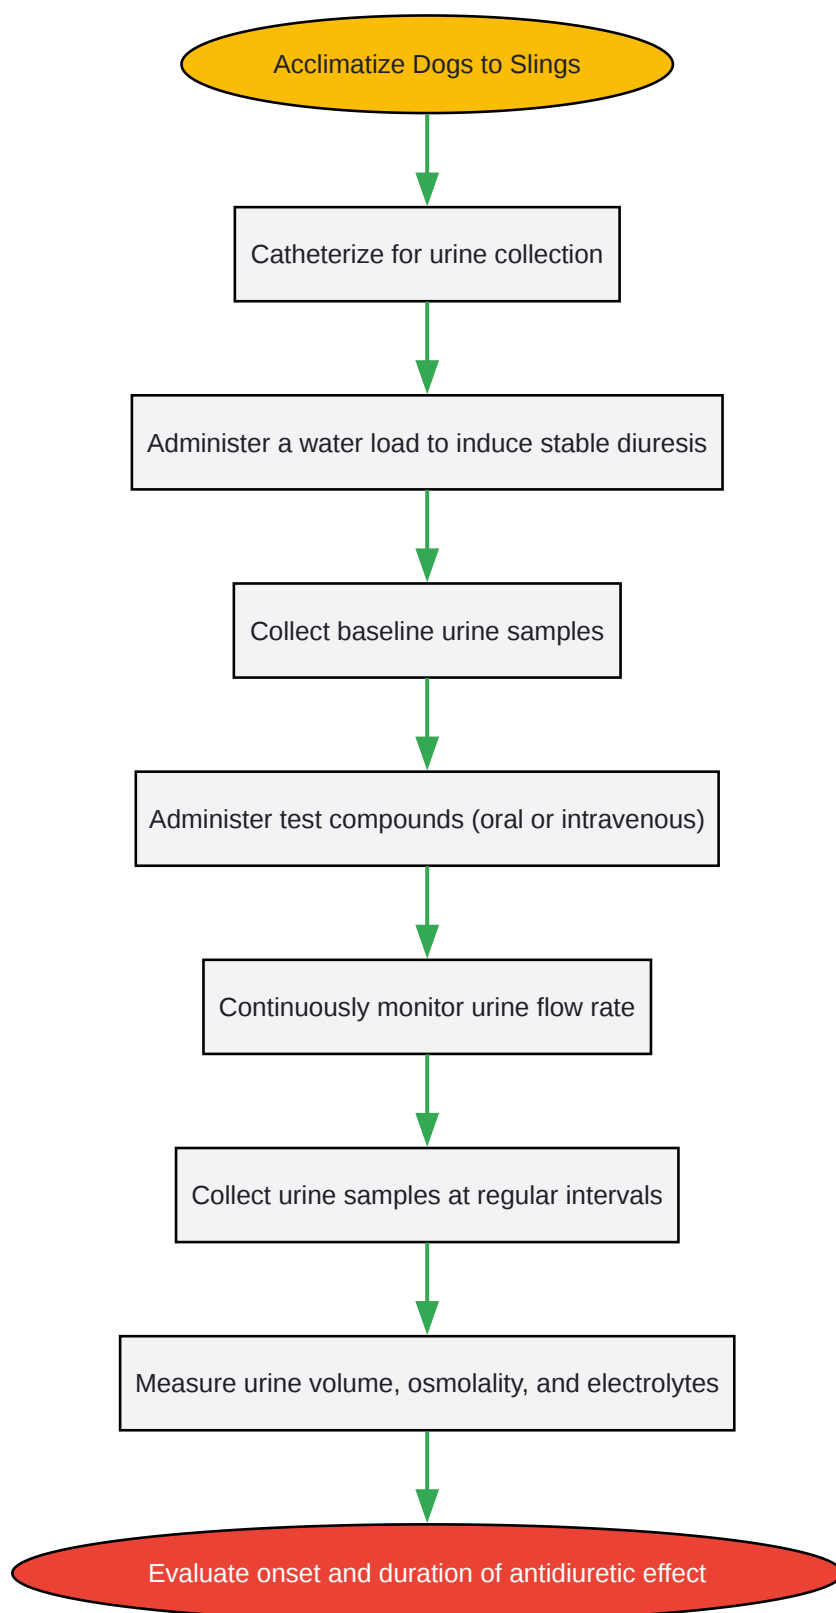 Acclimatize Dogs to Slings
Catheterize for urine collection
Administer a water load to induce stable diuresis
Collect baseline urine samples
Administer test compounds (oral or intravenous)
Continuously monitor urine flow rate
Collect urine samples at regular intervals
Measure urine volume, osmolality, and electrolytes
Evaluate onset and duration of antidiuretic effect